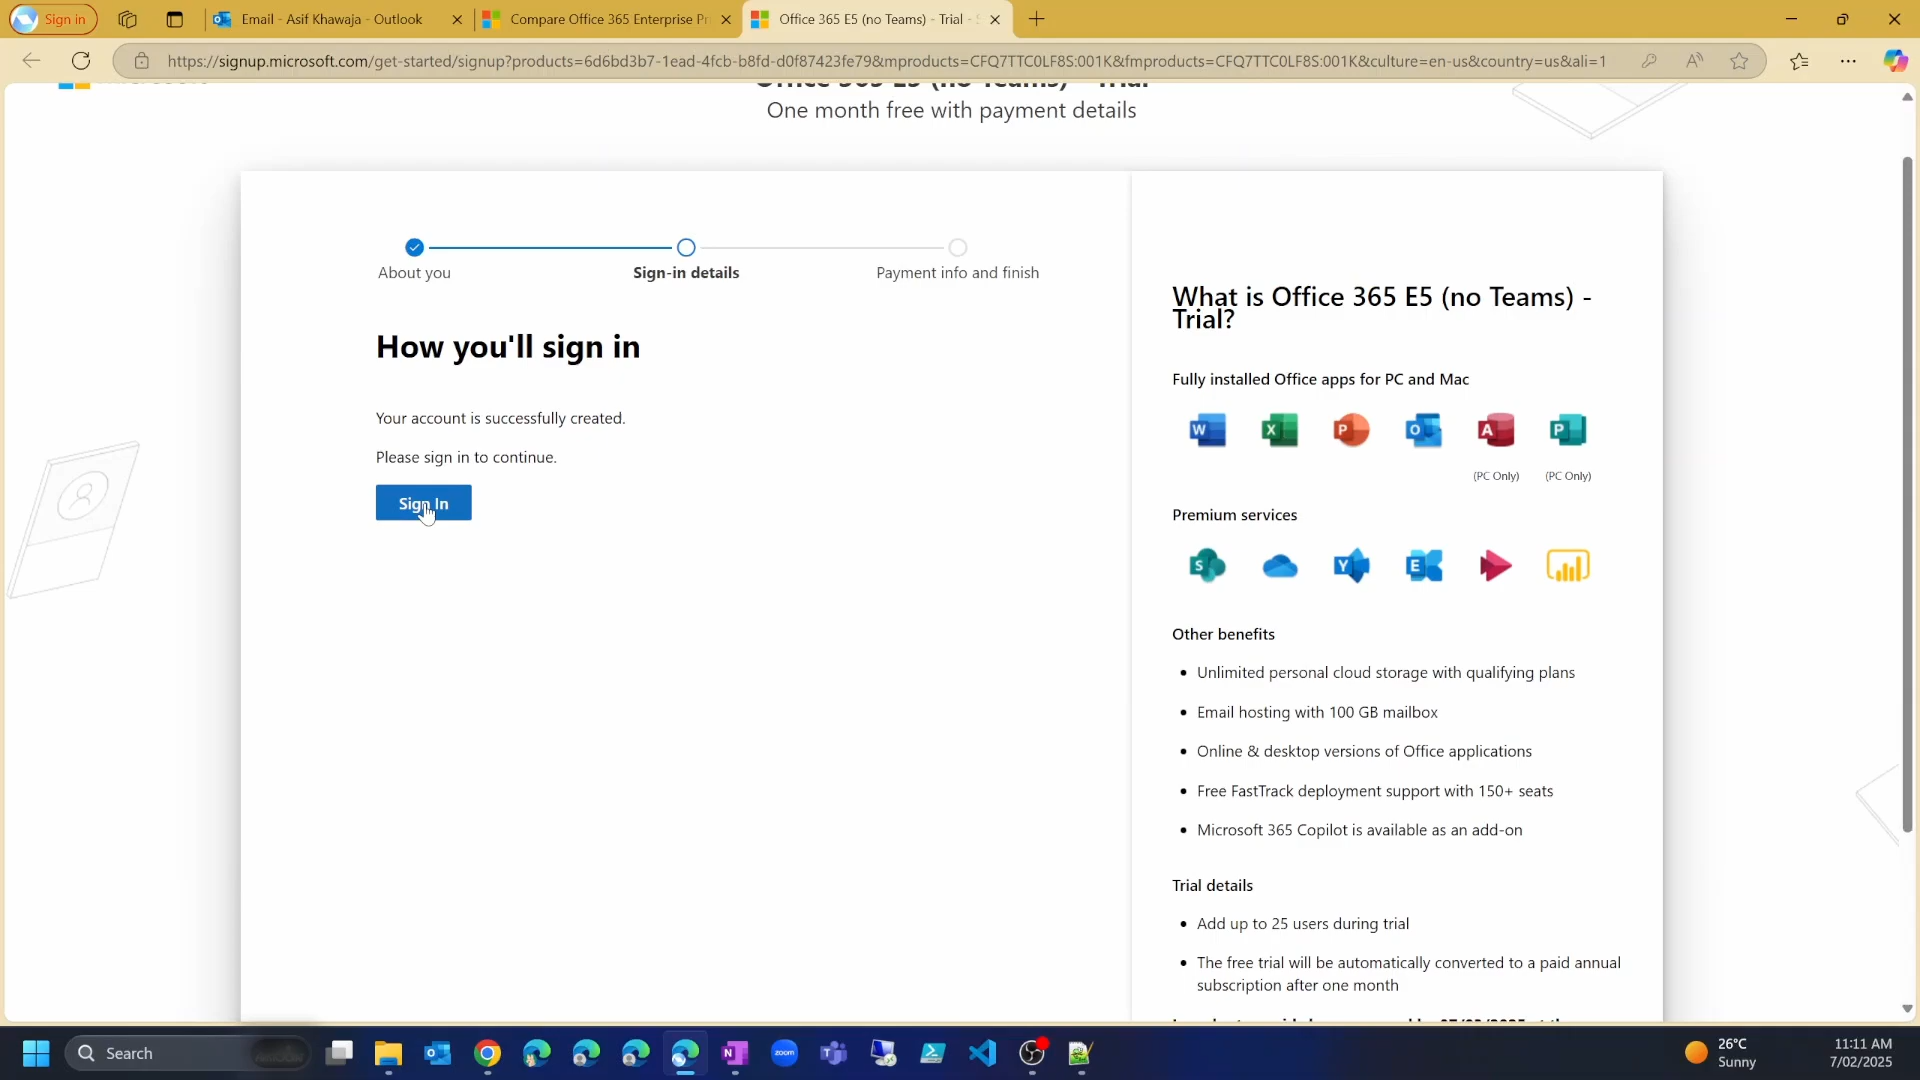 Sign in
Email - Asif Khawaja - Outlook
Compare Office 365 Enterprise Pr
Office 365 E5 (no Teams) - Trial - S
https://signup.microsoft.com/get-started/signup?products=6d6bd3b7-1ead-4fcb-b8fd-d0f87423fe79&mproducts=CFQ7TTC0LF8S:001K&fmproducts=CFQ7TTC0LF8S:001K&culture=en-us&country=us&ali=1
Office 365 E5 (no Teams) - Trial
One month free with payment details
About you
Sign-in details
Payment info and finish
How you'll sign in
Your account is successfully created.
Please sign in to continue.
Sign In
What is Office 365 E5 (no Teams) -
Trial?
Fully installed Office apps for PC and Mac
(PC Only)
(PC Only)
Premium services
Other benefits
• Unlimited personal cloud storage with qualifying plans
• Email hosting with 100 GB mailbox
• Online & desktop versions of Office applications
• Free FastTrack deployment support with 150+ seats
• Microsoft 365 Copilot is available as an add-on
Trial details
• Add up to 25 users during trial
• The free trial will be automatically converted to a paid annual
subscription after one month
Search
zoom
26°C
Sunny
11:11 AM
7/02/2025